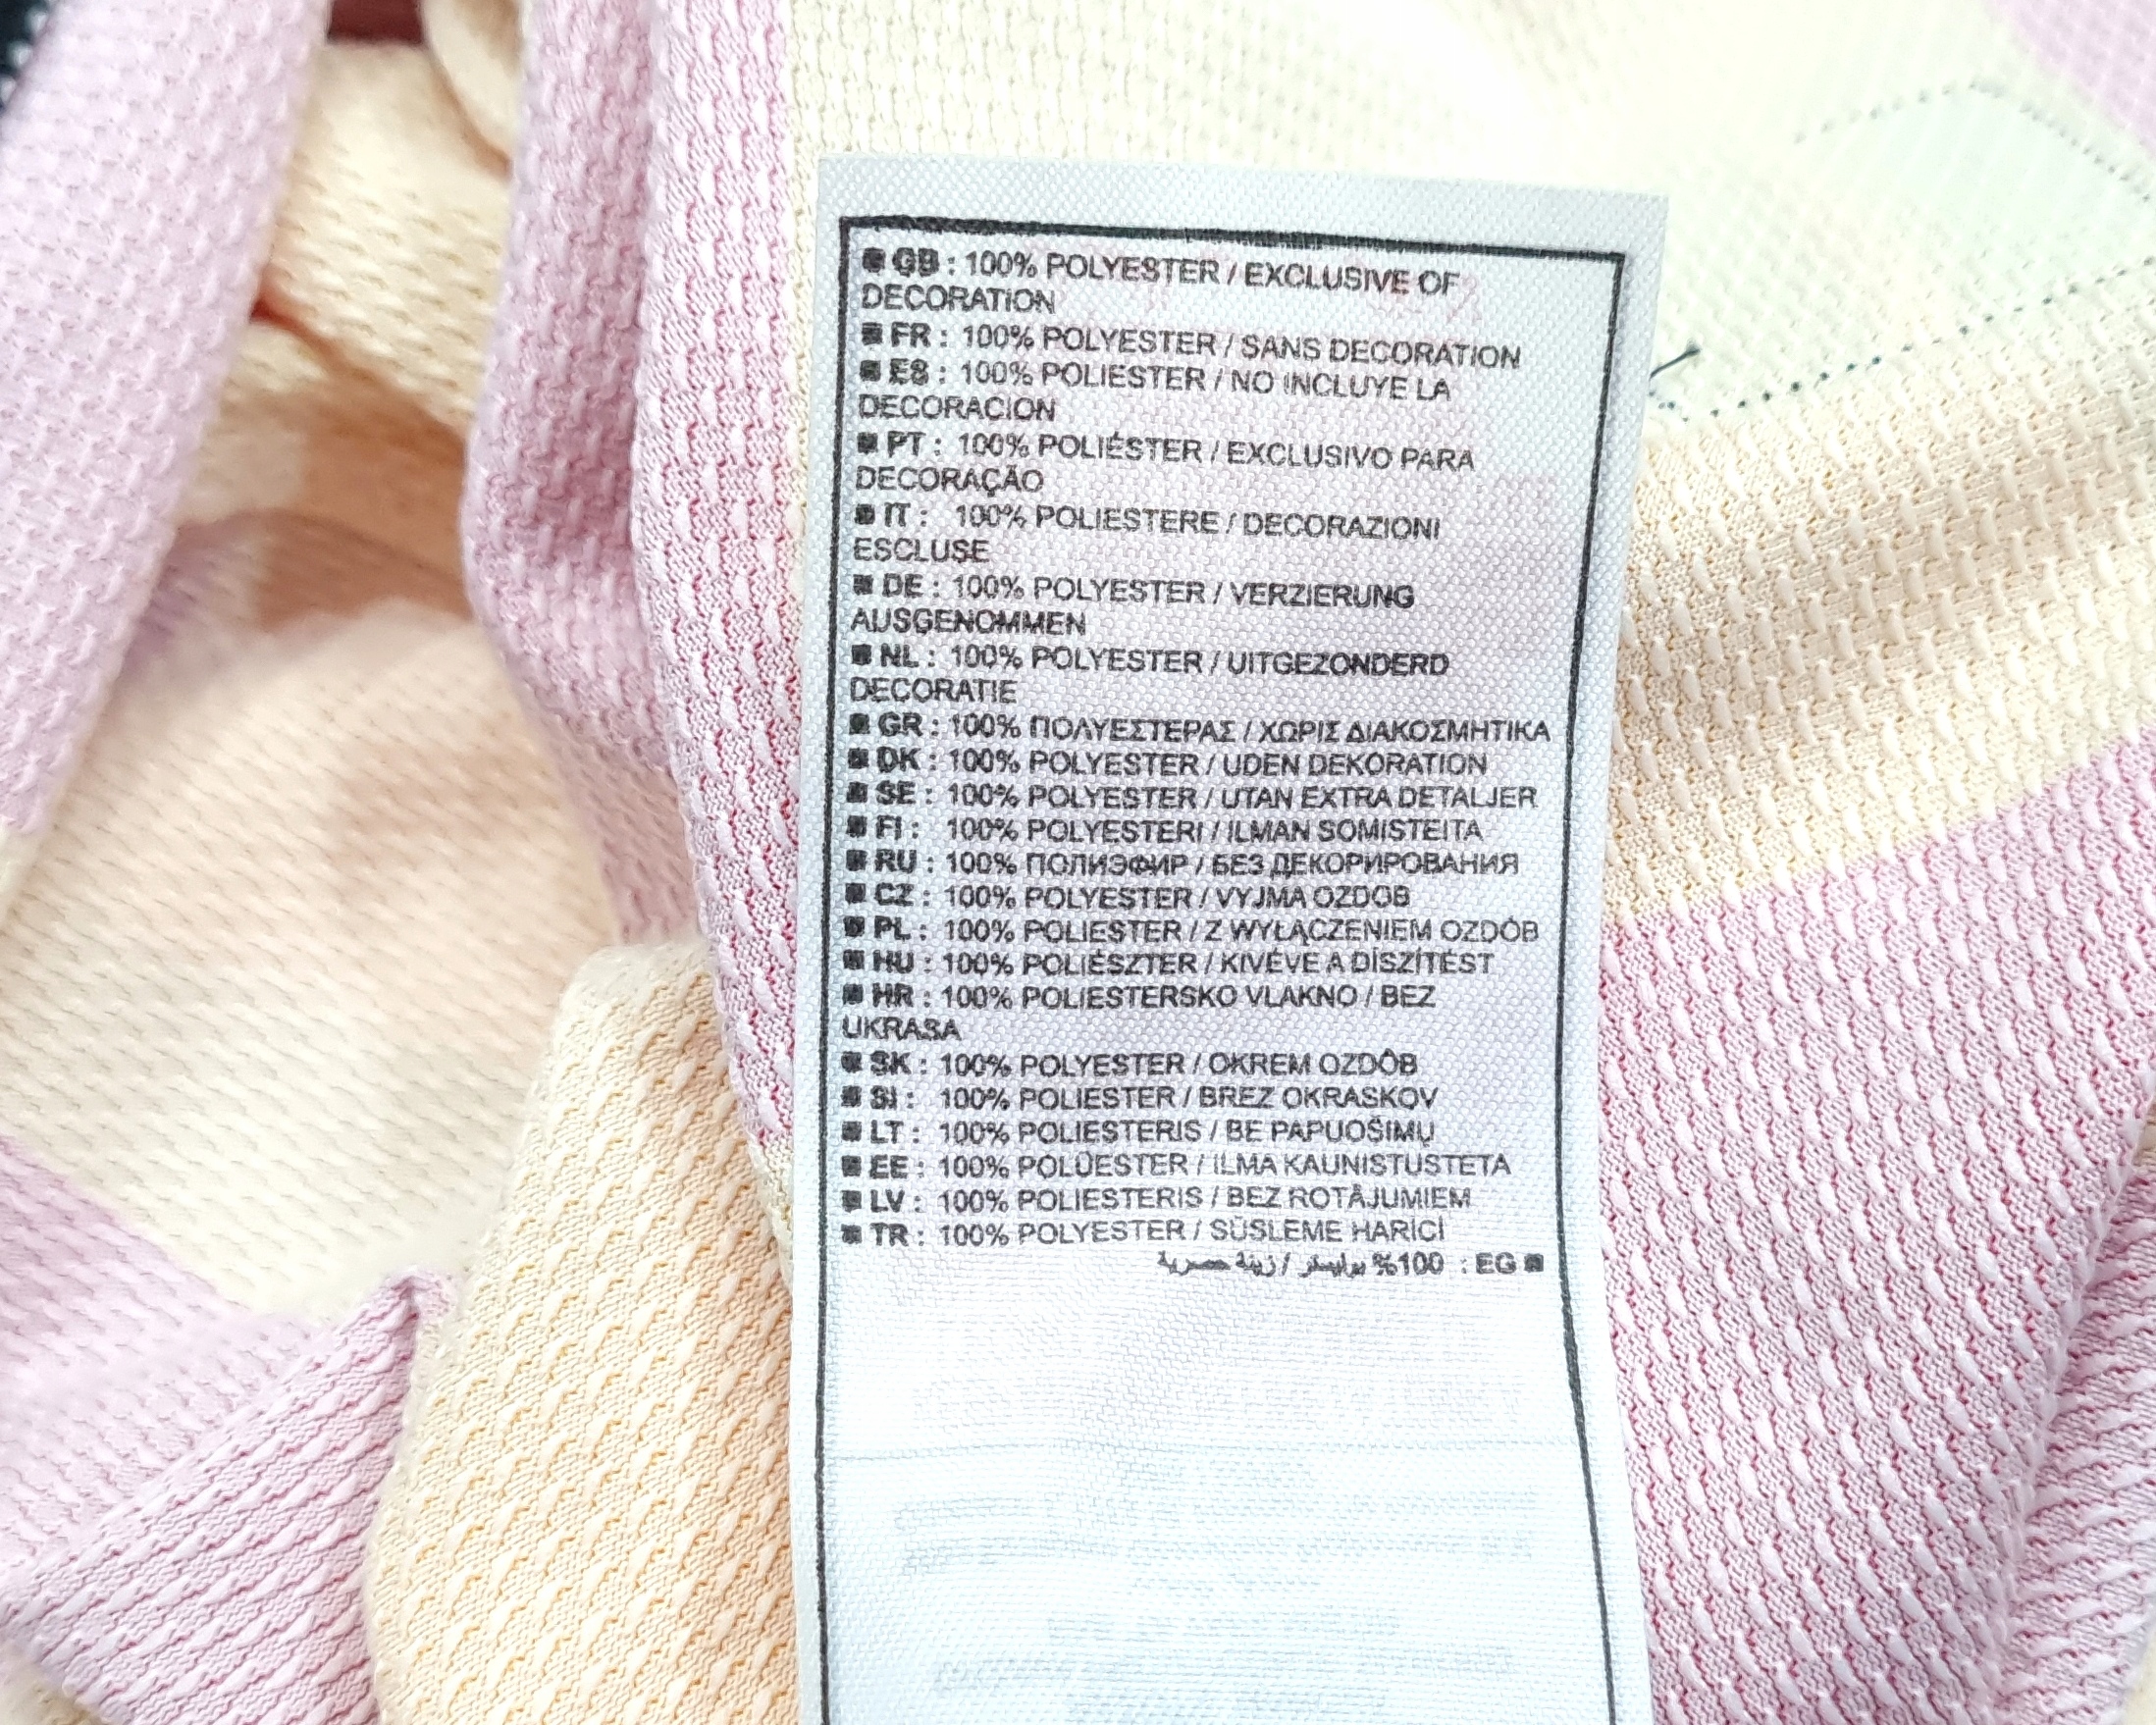 ■ GB : 100% POLYESTER / EXCLUSIVE OF
DECORATION
■ FR : 100% POLYESTER / SANS DECORATION
■ ES : 100% POLIESTER / NO INCLUYE LA
DECORACION
■ PT : 100% POLIÉSTER / EXCLUSIVO PARA
DECORAÇÃO
■ IT : 100% POLIESTERE / DECORAZIONI
ESCLUSE
■ DE : 100% POLYESTER / VERZIERUNG
AUSGENOMMEN
■ NL : 100% POLYESTER / UITGEZONDERD
DECORATIE
■ GR : 100% ΠΟΛΥΕΣΤΕΡΑΣ / ΧΩΡΙΣ ΔΙΑΚΟΣΜΗΤΙΚΑ
■ DK : 100% POLYESTER / UDEN DEKORATION
■ SE : 100% POLYESTER / UTAN EXTRA DETALJER
■ FI : 100% POLYESTERI / ILMAN SOMISTEITA
■ RU : 100% ПОЛИЭФИР / БЕЗ ДЕКОРИРОВАНИЯ
■ CZ : 100% POLYESTER / VYJMA OZDOB
■ PL : 100% POLIESTER / Z WYŁĄCZENIEM OZDÓB
■ HU : 100% POLIÉSZTER / KIVÉVE A DÍSZÍTÉST
■ HR : 100% POLIESTERSKO VLAKNO / BEZ
UKRASA
■ SK : 100% POLYESTER / OKREM OZDÔB
■ SI : 100% POLIESTER / BREZ OKRASKOV
■ LT : 100% POLIESTERIS / BE PAPUOŠIMŲ
■ EE : 100% POLÜESTER / ILMA KAUNISTUSTETA
■ LV : 100% POLIESTERIS / BEZ ROTĀJUMIEM
■ TR : 100% POLYESTER / SÜSLEME HARİCİ
■ EG : 100% بوليستر / زينة حصرية